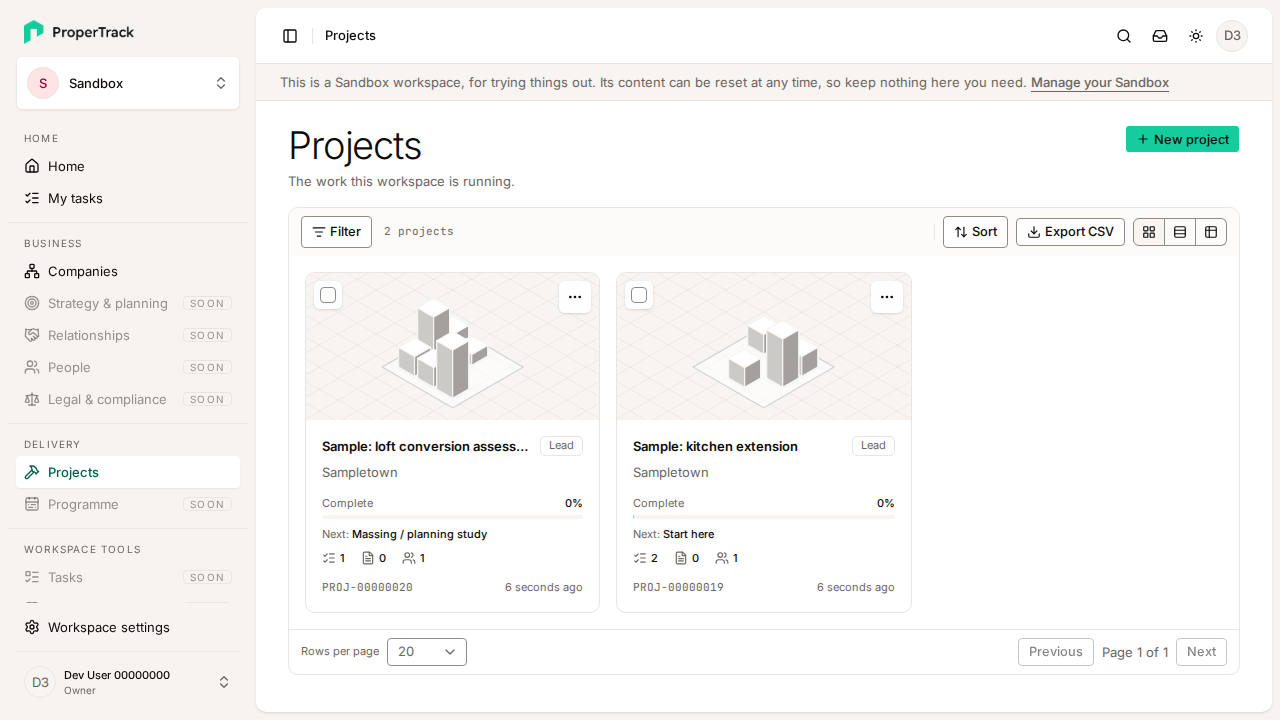 ProperTrack
S
Sandbox
HOME
Home
My tasks
BUSINESS
Companies
Strategy & planning SOON
Relationships SOON
People SOON
Legal & compliance SOON
DELIVERY
Projects
Programme SOON
WORKSPACE TOOLS
Tasks SOON
Workspace settings
D3
Dev User 00000000
Owner
Projects
D3
This is a Sandbox workspace, for trying things out. Its content can be reset at any time, so keep nothing here you need. Manage your Sandbox
Projects
New project
The work this workspace is running.
Filter
2 projects
Sort
Export CSV
Sample: loft conversion assess...
Lead
Sampletown
Complete 0%
Next: Massing / planning study
1 0 1
PROJ-00000020 6 seconds ago
Sample: kitchen extension
Lead
Sampletown
Complete 0%
Next: Start here
2 0 1
PROJ-00000019 6 seconds ago
Rows per page 20
Previous Page 1 of 1 Next